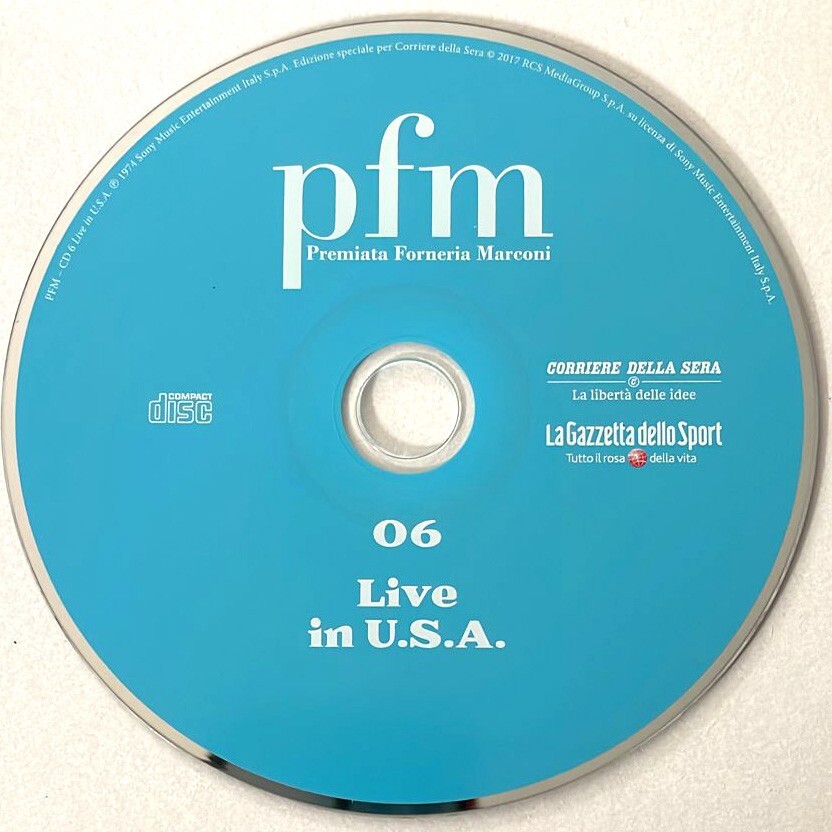 PFM – CD 6 Live in U.S.A. ℗ 1974 Sony Music Entertainment Italy S.p.A. Edizione speciale per Corriere della Sera © 2017 RCS MediaGroup S.p.A. su licenza di Sony Music Entertainment Italy S.p.A.
pfm
Premiata Forneria Marconi
COMPACT
disc
CORRIERE DELLA SERA
La libertà delle idee
La Gazzetta dello Sport
Tutto il rosa della vita
06
Live
in U.S.A.